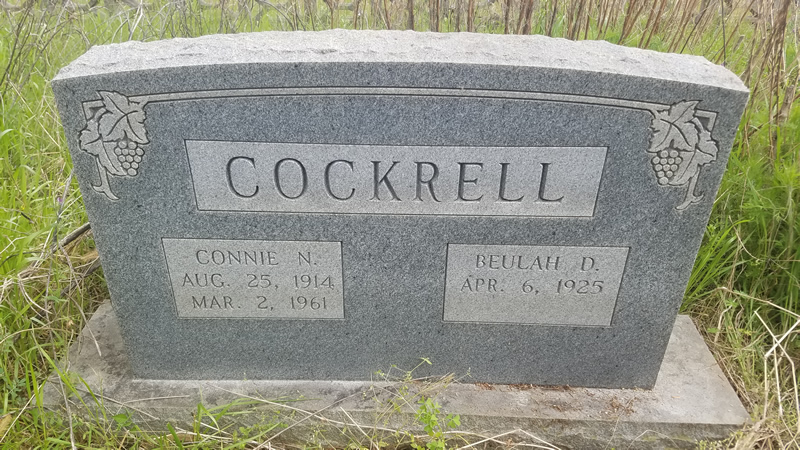 COCKRELL
CONNIE N.
AUG. 25, 1914
MAR. 2, 1961
BEULAH D.
APR. 6, 1925